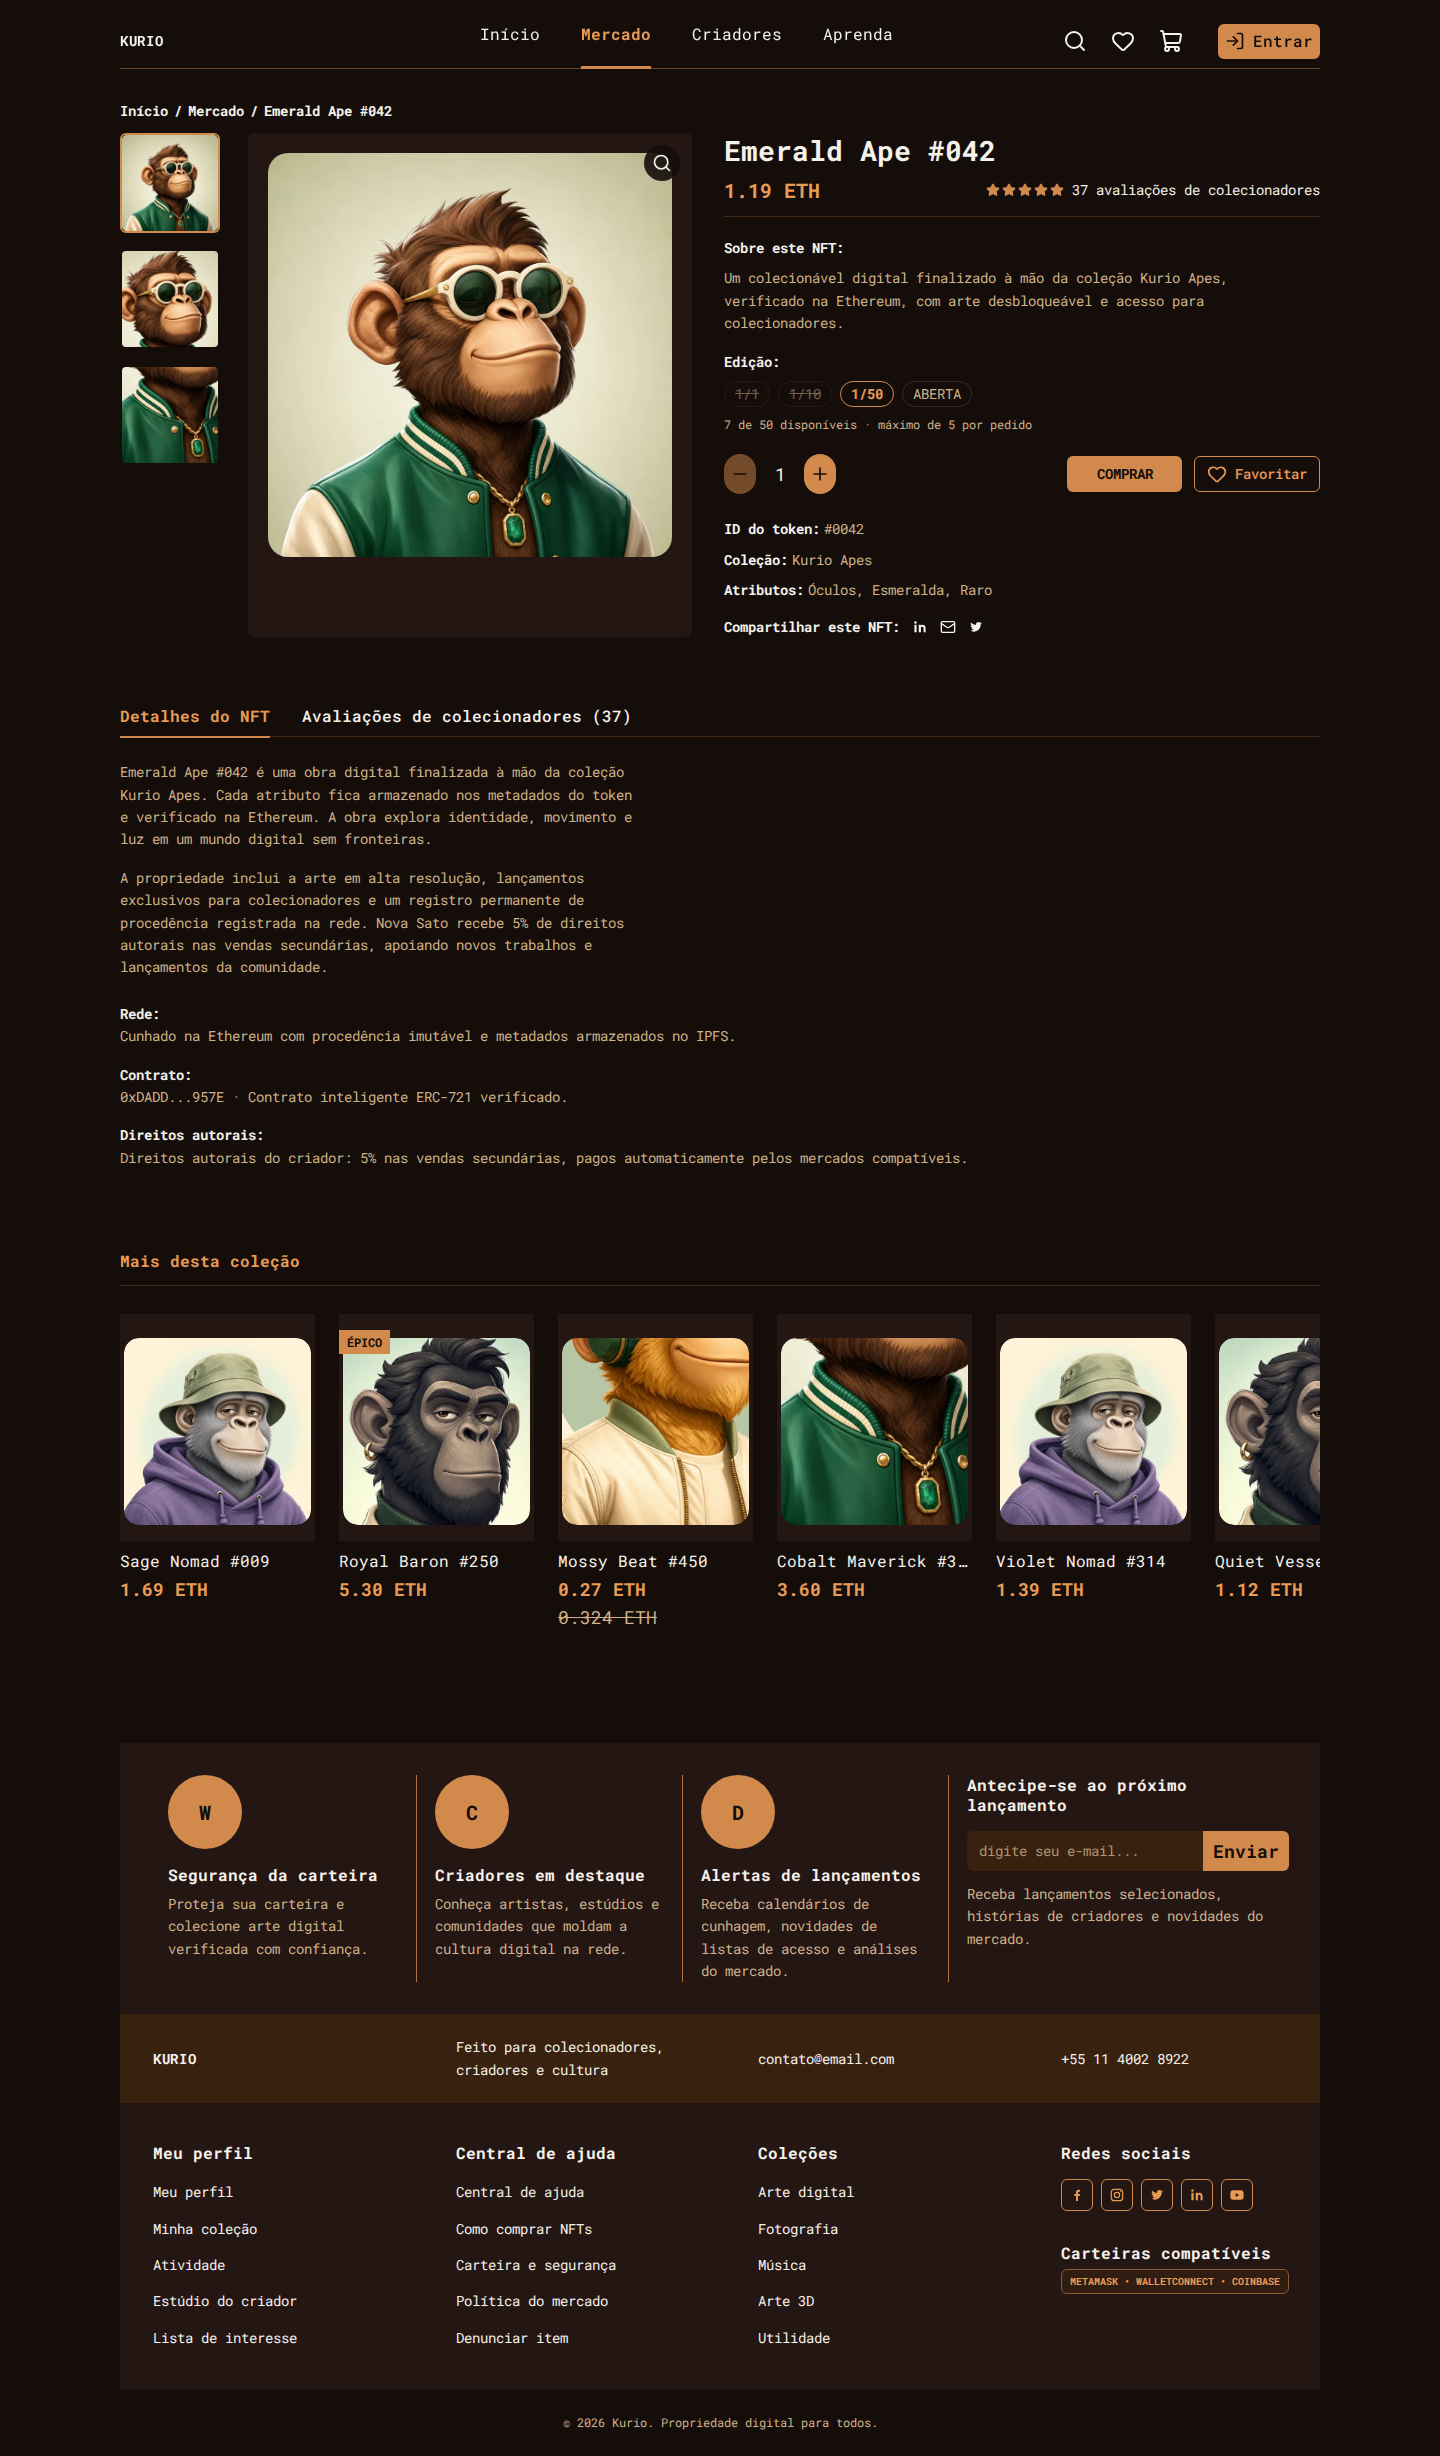 KURIO
Início
Mercado
Criadores
Aprenda
Entrar
Início / Mercado / Emerald Ape #042
Emerald Ape #042
1.19 ETH
37 avaliações de colecionadores
Sobre este NFT:
Um colecionável digital finalizado à mão da coleção Kurio Apes,
verificado na Ethereum, com arte desbloqueável e acesso para
colecionadores.
Edição:
1/1
1/10
1/50
ABERTA
7 de 50 disponíveis · máximo de 5 por pedido
1
COMPRAR
Favoritar
ID do token: #0042
Coleção: Kurio Apes
Atributos: Óculos, Esmeralda, Raro
Compartilhar este NFT:
Detalhes do NFT
Avaliações de colecionadores (37)
Emerald Ape #042 é uma obra digital finalizada à mão da coleção
Kurio Apes. Cada atributo fica armazenado nos metadados do token
e verificado na Ethereum. A obra explora identidade, movimento e
luz em um mundo digital sem fronteiras.
A propriedade inclui a arte em alta resolução, lançamentos
exclusivos para colecionadores e um registro permanente de
procedência registrada na rede. Nova Sato recebe 5% de direitos
autorais nas vendas secundárias, apoiando novos trabalhos e
lançamentos da comunidade.
Rede:
Cunhado na Ethereum com procedência imutável e metadados armazenados no IPFS.
Contrato:
0xDADD...957E · Contrato inteligente ERC-721 verificado.
Direitos autorais:
Direitos autorais do criador: 5% nas vendas secundárias, pagos automaticamente pelos mercados compatíveis.
Mais desta coleção
Sage Nomad #009
1.69 ETH
ÉPICO
Royal Baron #250
5.30 ETH
Mossy Beat #450
0.27 ETH
0.324 ETH
Cobalt Maverick #3…
3.60 ETH
Violet Nomad #314
1.39 ETH
Quiet Vesse
1.12 ETH
W
Segurança da carteira
Proteja sua carteira e
colecione arte digital
verificada com confiança.
C
Criadores em destaque
Conheça artistas, estúdios e
comunidades que moldam a
cultura digital na rede.
D
Alertas de lançamentos
Receba calendários de
cunhagem, novidades de
listas de acesso e análises
do mercado.
Antecipe-se ao próximo
lançamento
digite seu e-mail...
Enviar
Receba lançamentos selecionados,
histórias de criadores e novidades do
mercado.
KURIO
Feito para colecionadores,
criadores e cultura
contato@email.com
+55 11 4002 8922
Meu perfil
Meu perfil
Minha coleção
Atividade
Estúdio do criador
Lista de interesse
Central de ajuda
Central de ajuda
Como comprar NFTs
Carteira e segurança
Política do mercado
Denunciar item
Coleções
Arte digital
Fotografia
Música
Arte 3D
Utilidade
Redes sociais
Carteiras compatíveis
METAMASK • WALLETCONNECT • COINBASE
© 2026 Kurio. Propriedade digital para todos.